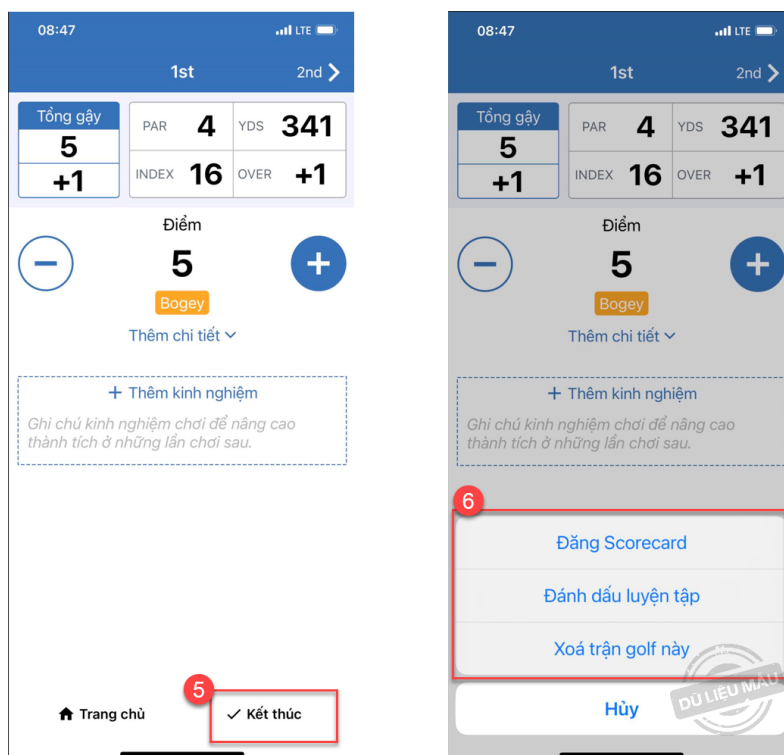 08:47
LTE
1st
2nd
Tổng gậy
5
+1
PAR 4
YDS 341
INDEX 16
OVER +1
Điểm
5
Bogey
Thêm chi tiết
+ Thêm kinh nghiệm
Ghi chú kinh nghiệm chơi để nâng cao
thành tích ở những lần chơi sau.
5
Trang chủ
Kết thúc
08:47
LTE
1st
2nd
Tổng gậy
5
+1
PAR 4
YDS 341
INDEX 16
OVER +1
Điểm
5
Bogey
Thêm chi tiết
+ Thêm kinh nghiệm
Ghi chú kinh nghiệm chơi để nâng cao
thành tích ở những lần chơi sau.
6
Đăng Scorecard
Đánh dấu luyện tập
Xoá trận golf này
Hủy
DỮ LIỆU MẪU